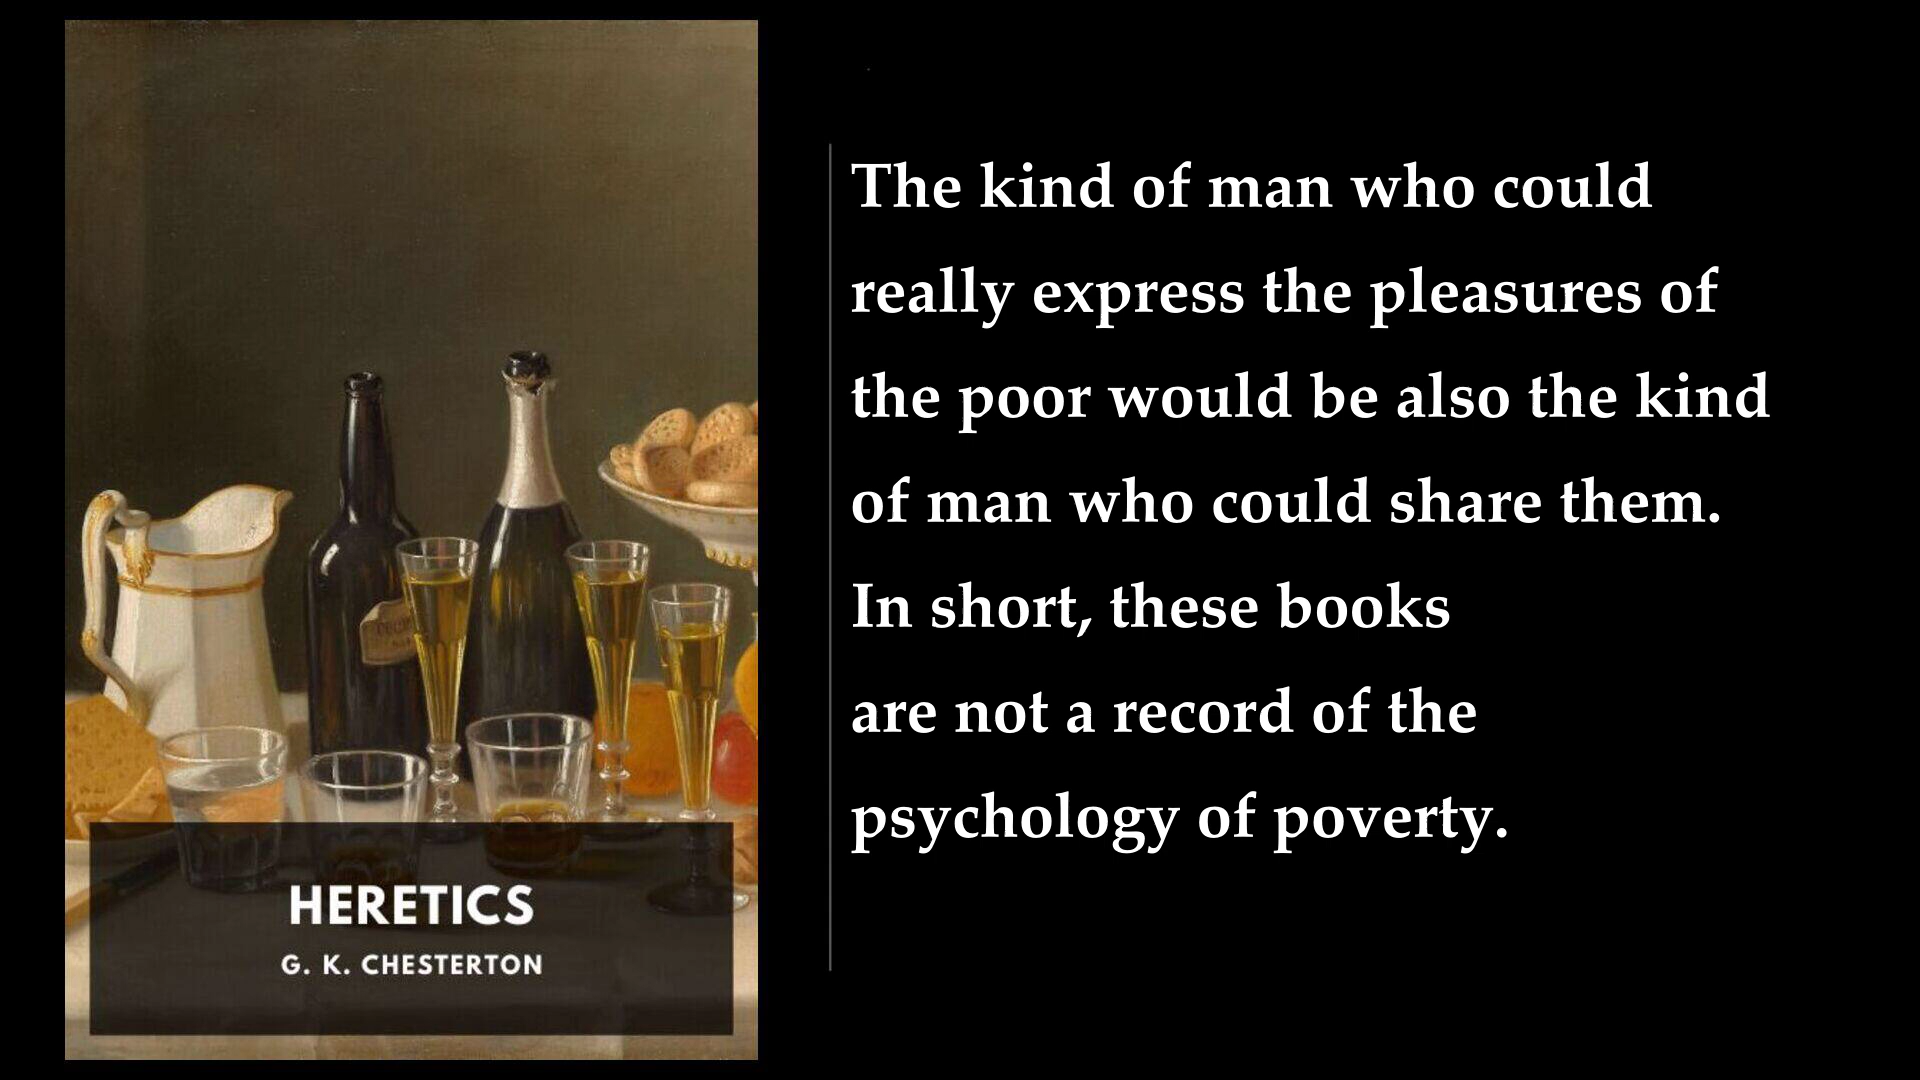 The kind of man who could
really express the pleasures of
the poor would be also the kind
of man who could share them.
In short, these books
are not a record of the
psychology of poverty.
HERETICS
G. K. CHESTERTON